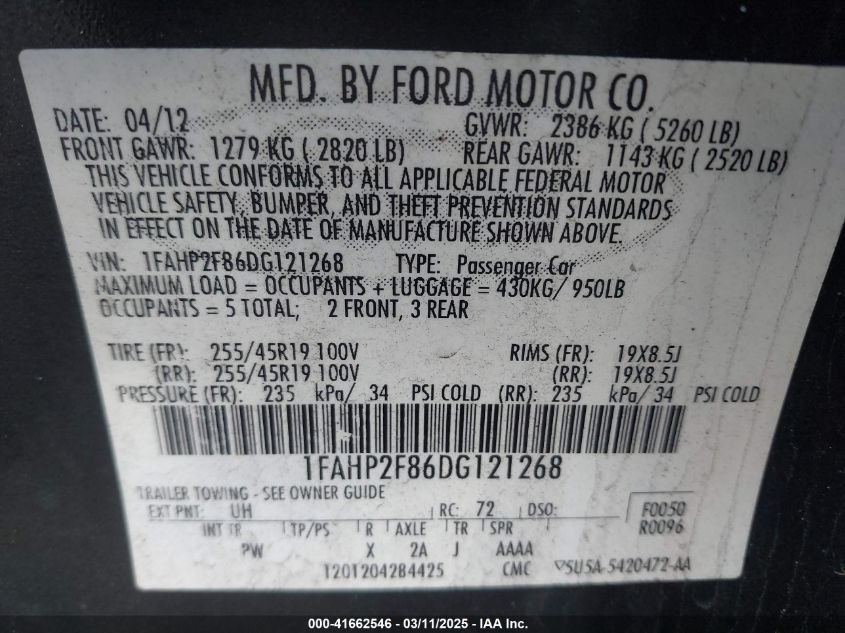 MFD. BY FORD MOTOR CO.
DATE: 04/12 GVWR: 2386 KG ( 5260 LB)
FRONT GAWR: 1279 KG ( 2820 LB) REAR GAWR: 1143 KG ( 2520 LB)
THIS VEHICLE CONFORMS TO ALL APPLICABLE FEDERAL MOTOR
VEHICLE SAFETY, BUMPER, AND THEFT PREVENTION STANDARDS
IN EFFECT ON THE DATE OF MANUFACTURE SHOWN ABOVE.
VIN: 1FAHP2F86DG121268 TYPE: Passenger Car
MAXIMUM LOAD = OCCUPANTS + LUGGAGE = 430KG/ 950LB
OCCUPANTS = 5 TOTAL; 2 FRONT, 3 REAR
TIRE (FR): 255/45R19 100V RIMS (FR): 19X8.5J
(RR): 255/45R19 100V (RR): 19X8.5J
PRESSURE (FR): 235 kPa/ 34 PSI COLD (RR): 235 kPa/ 34 PSI COLD
1FAHP2F86DG121268
TRAILER TOWING - SEE OWNER GUIDE
EXT PNT: UH RC: 72 DSO: F0050
INT TR TP/PS R AXLE TR SPR R0096
PW X 2A J AAAA
1201204284425 CMC 5U5A-5420472-AA
000-41662546 - 03/11/2025 - IAA Inc.